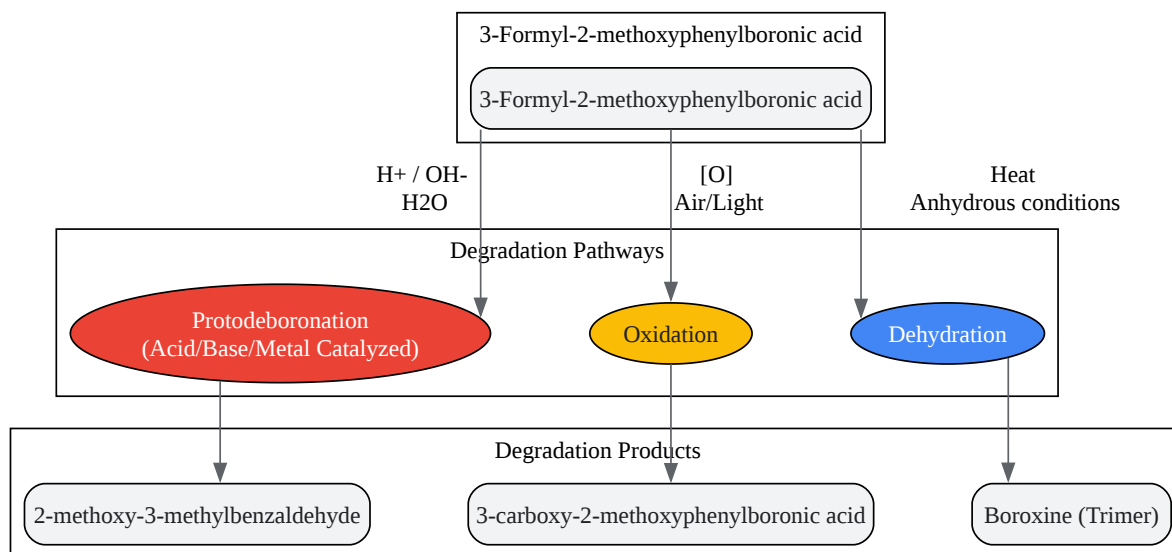 3-Formyl-2-methoxyphenylboronic acid
3-Formyl-2-methoxyphenylboronic acid
H+ / OH-
H2O
[O]
Air/Light
Heat
Anhydrous conditions
Degradation Pathways
Protodeboronation
(Acid/Base/Metal Catalyzed)
Oxidation
Dehydration
Degradation Products
2-methoxy-3-methylbenzaldehyde
3-carboxy-2-methoxyphenylboronic acid
Boroxine (Trimer)